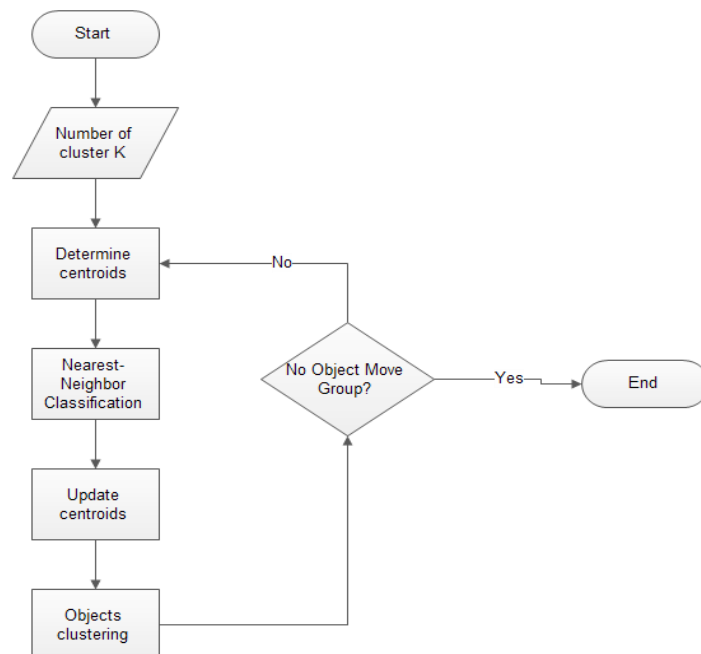 Start
Number of
cluster K
Determine
centroids
Nearest-
Neighbor
Classification
Update
centroids
Objects
clustering
No Object Move
Group?
No
Yes
End